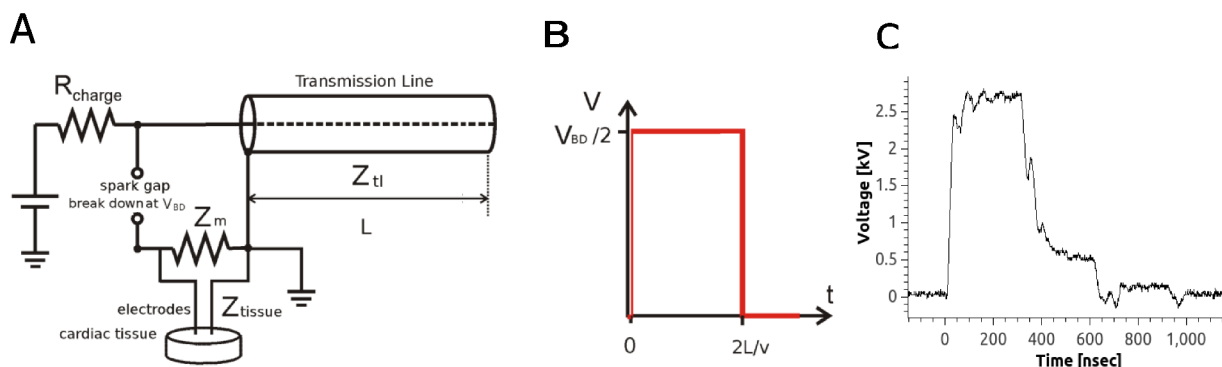 A
R charge
Transmission Line
spark gap
break down at V BD
Z m
Z tl
L
electrodes
Z tissue
cardiac tissue
B
V
V BD /2
t
0
2L/v
C
Voltage [kV]
2.5
2
1.5
1
0.5
0
0
200
400
600
800
1,000
Time [nsec]